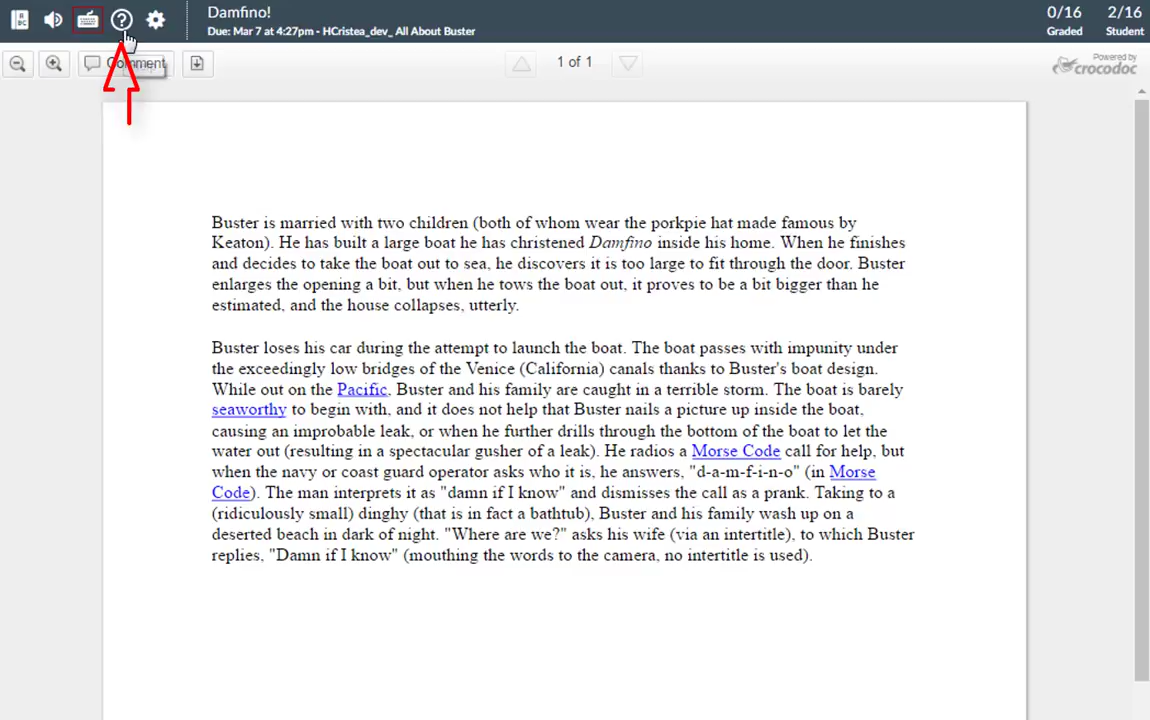 Damfino!
Due: Mar 7 at 4:27pm - HCristea_dev_ All About Buster
0/16
Graded
2/16
Student
Comment
1 of 1
Powered by
crocodoc
Buster is married with two children (both of whom wear the porkpie hat made famous by
Keaton). He has built a large boat he has christened Damfino inside his home. When he finishes
and decides to take the boat out to sea, he discovers it is too large to fit through the door. Buster
enlarges the opening a bit, but when he tows the boat out, it proves to be a bit bigger than he
estimated, and the house collapses, utterly.
Buster loses his car during the attempt to launch the boat. The boat passes with impunity under
the exceedingly low bridges of the Venice (California) canals thanks to Buster's boat design.
While out on the Pacific, Buster and his family are caught in a terrible storm. The boat is barely
seaworthy to begin with, and it does not help that Buster nails a picture up inside the boat,
causing an improbable leak, or when he further drills through the bottom of the boat to let the
water out (resulting in a spectacular gusher of a leak). He radios a Morse Code call for help, but
when the navy or coast guard operator asks who it is, he answers, "d-a-m-f-i-n-o" (in Morse
Code). The man interprets it as "damn if I know" and dismisses the call as a prank. Taking to a
(ridiculously small) dinghy (that is in fact a bathtub), Buster and his family wash up on a
deserted beach in dark of night. "Where are we?" asks his wife (via an intertitle), to which Buster
replies, "Damn if I know" (mouthing the words to the camera, no intertitle is used).